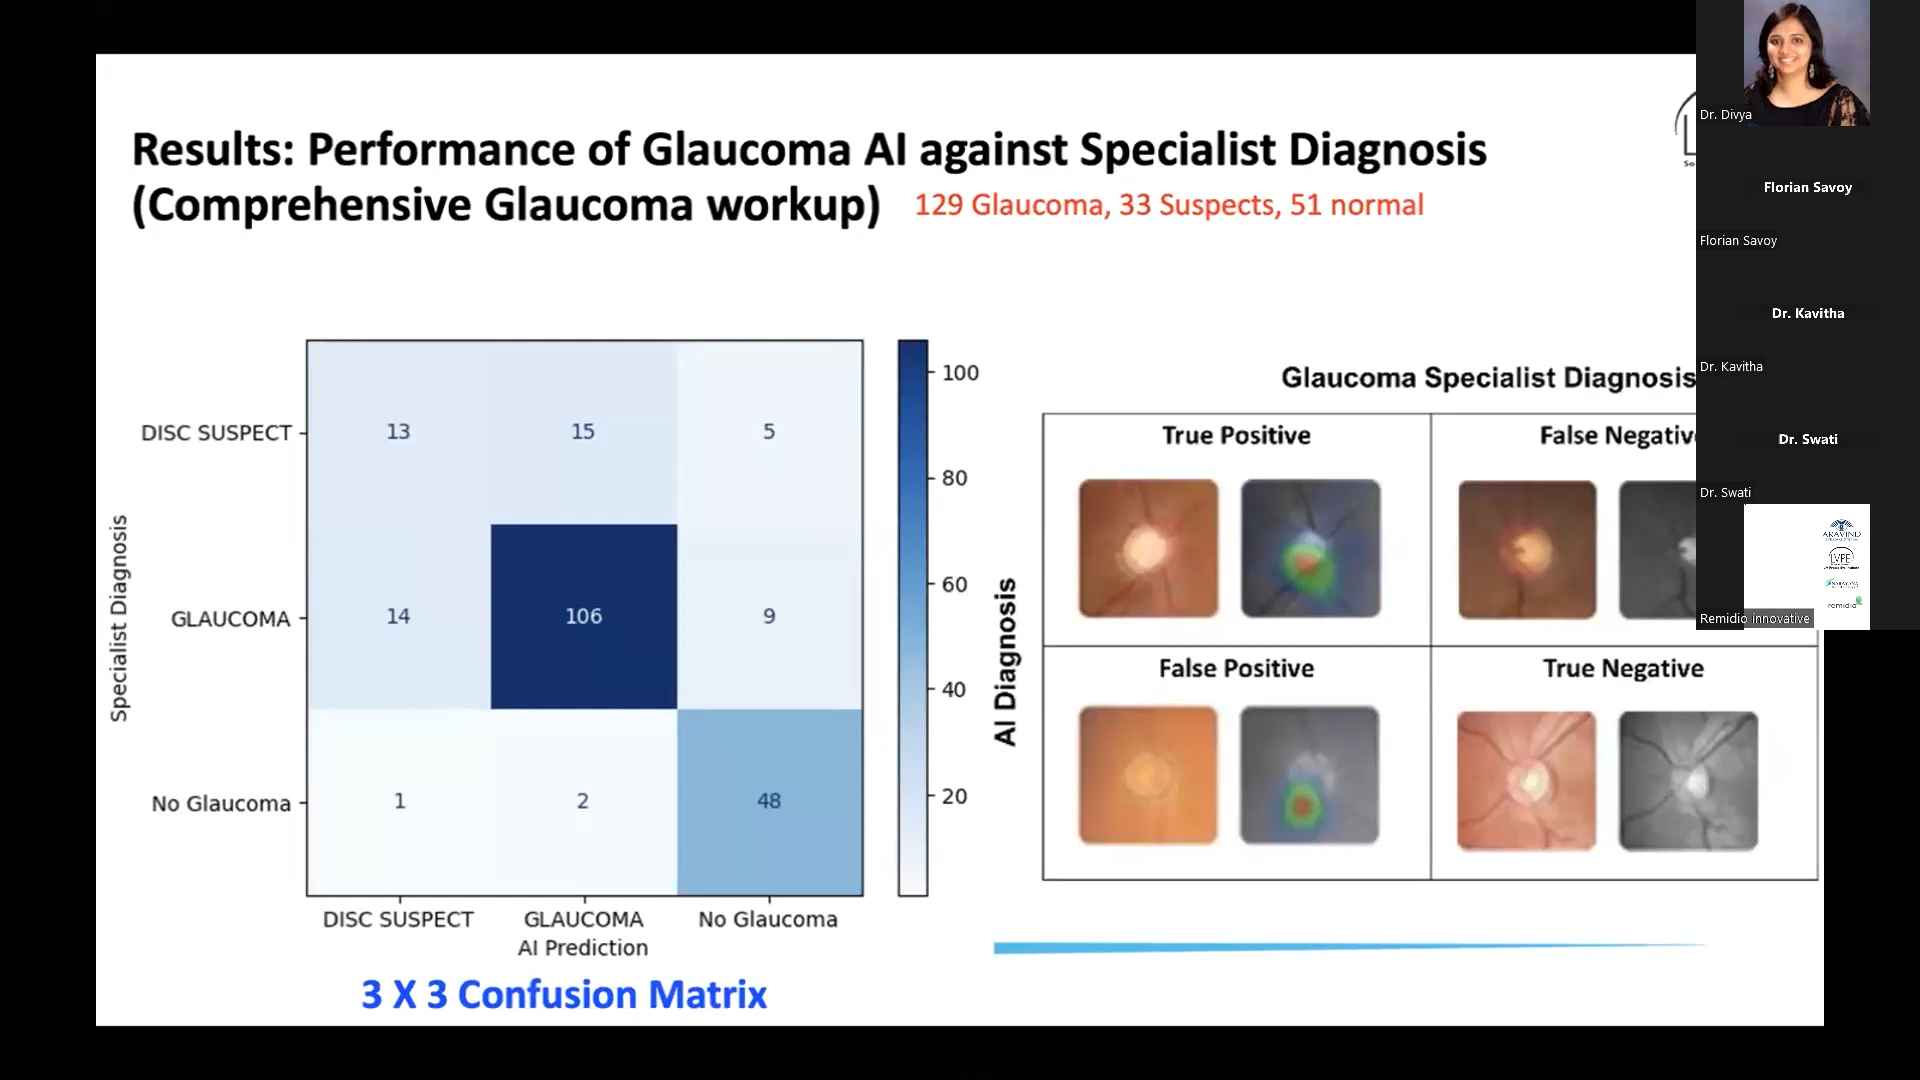 Results: Performance of Glaucoma AI against Specialist Diagnosis
(Comprehensive Glaucoma workup) 129 Glaucoma, 33 Suspects, 51 normal
Specialist Diagnosis
DISC SUSPECT
GLAUCOMA
No Glaucoma
13 15 5
14 106 9
1 2 48
DISC SUSPECT GLAUCOMA No Glaucoma
AI Prediction
100
80
60
40
20
3 X 3 Confusion Matrix
Glaucoma Specialist Diagnosis
AI Diagnosis
True Positive
False Negativ
False Positive
True Negative
Dr. Divya
Florian Savoy
Florian Savoy
Dr. Kavitha
Dr. Kavitha
Dr. Swati
Dr. Swati
ARAVIND
LVPEI
NARAYANA
remidio
Remidio innovative